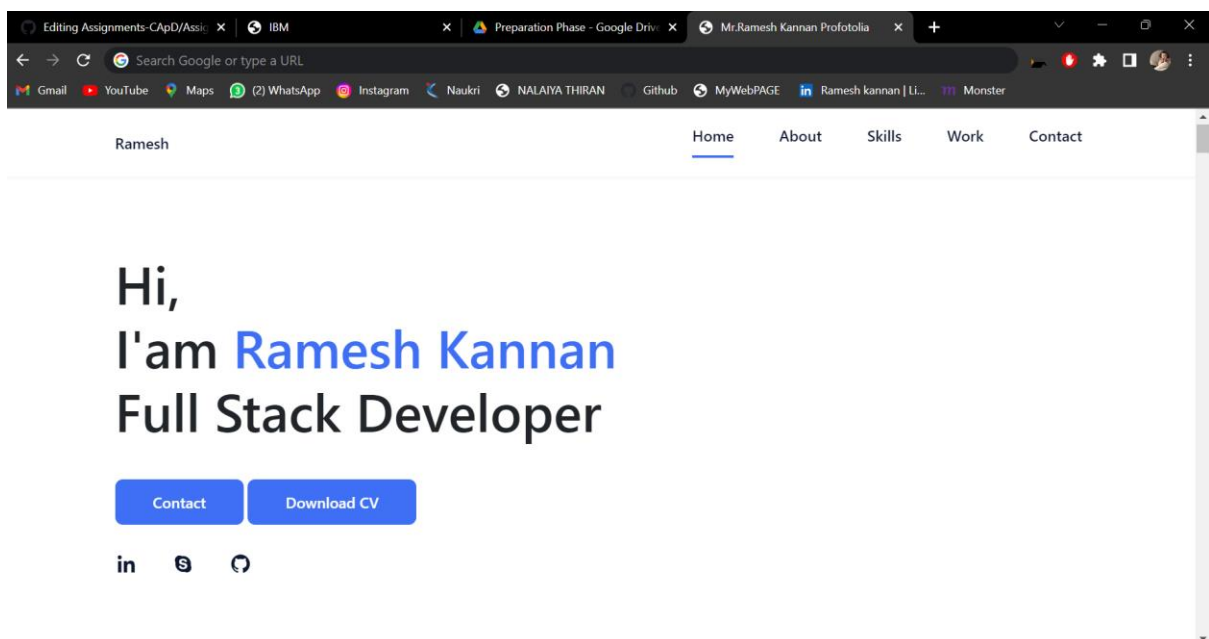 Editing Assignments-CApD/Assig
IBM
Preparation Phase - Google Drive
Mr.Ramesh Kannan Profotolia
Search Google or type a URL
Gmail
YouTube
Maps
(2) WhatsApp
Instagram
Naukri
NALAIYA THIRAN
Github
MyWebPAGE
Ramesh kannan | Li...
Monster
Ramesh
Home
About
Skills
Work
Contact
Hi,
I'am Ramesh Kannan
Full Stack Developer
Contact
Download CV
in